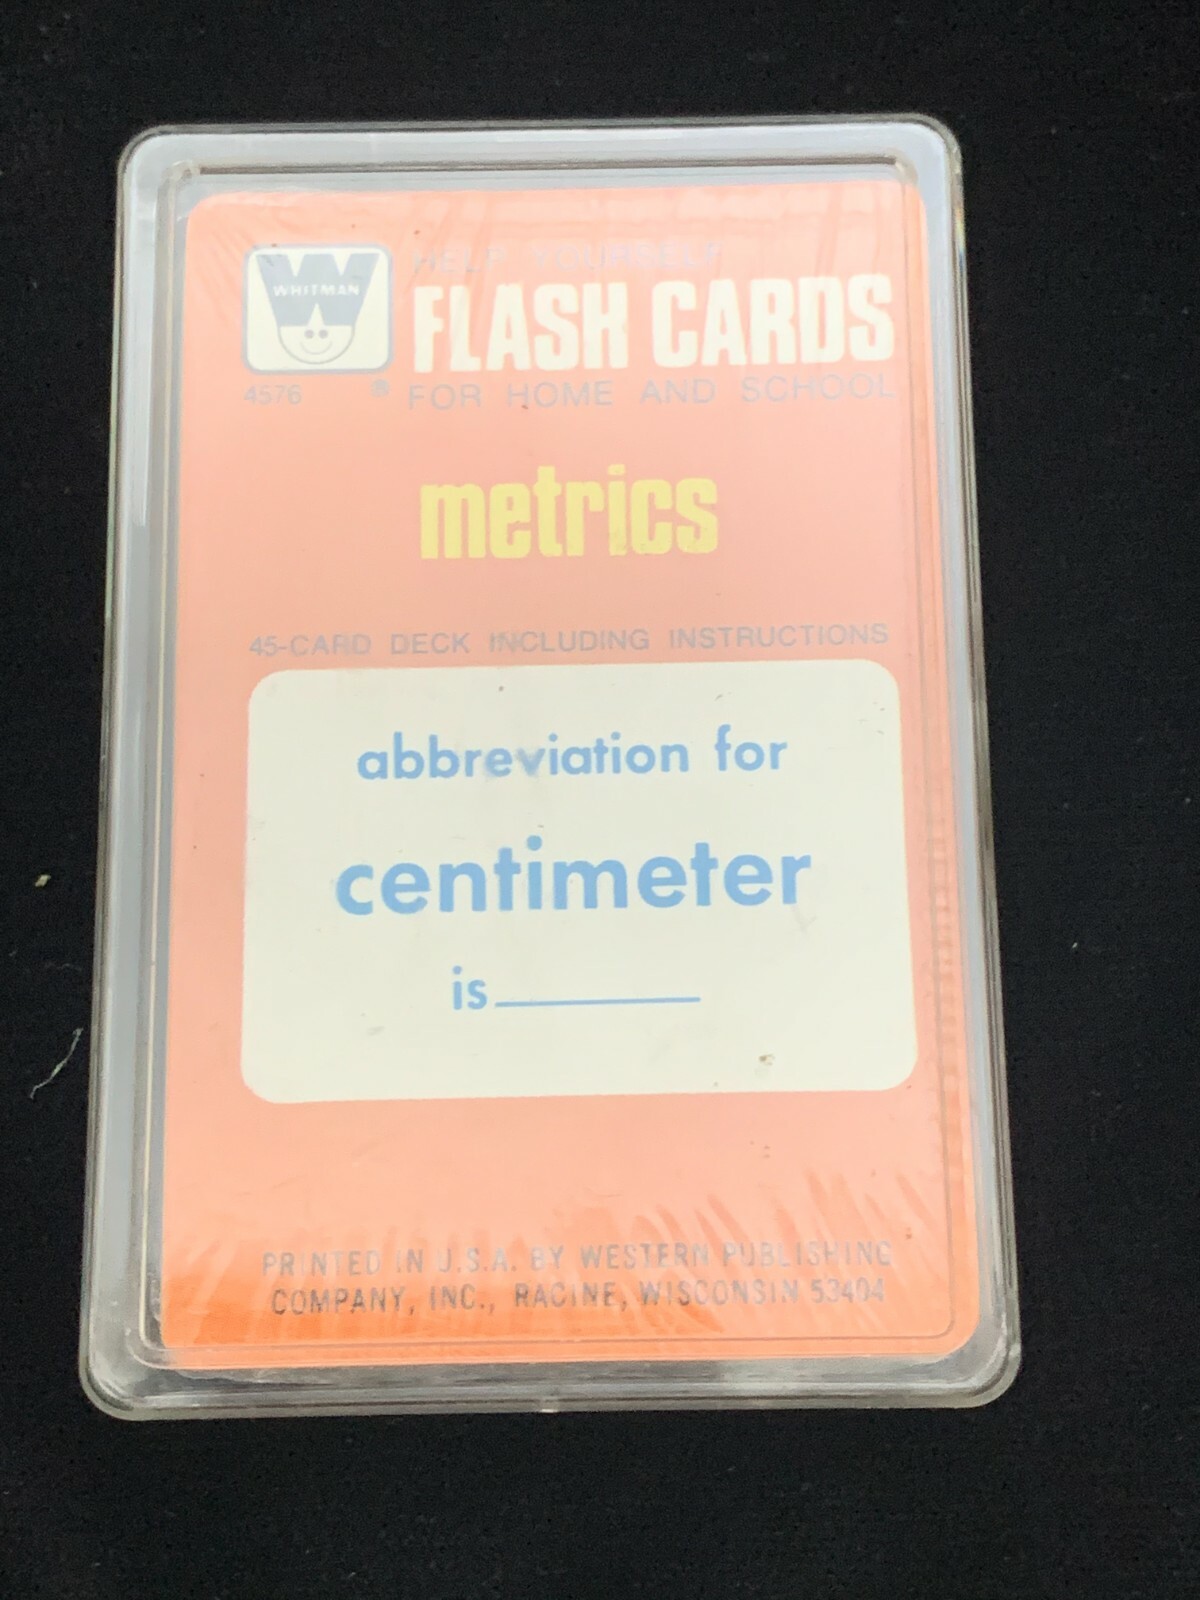 WHITMAN
4576 ®
HELP YOURSELF
FLASH CARDS
FOR HOME AND SCHOOL
metrics
45-CARD DECK INCLUDING INSTRUCTIONS
abbreviation for
centimeter
is_______
PRINTED IN U.S.A. BY WESTERN PUBLISHING
COMPANY, INC., RACINE, WISCONSIN 53404